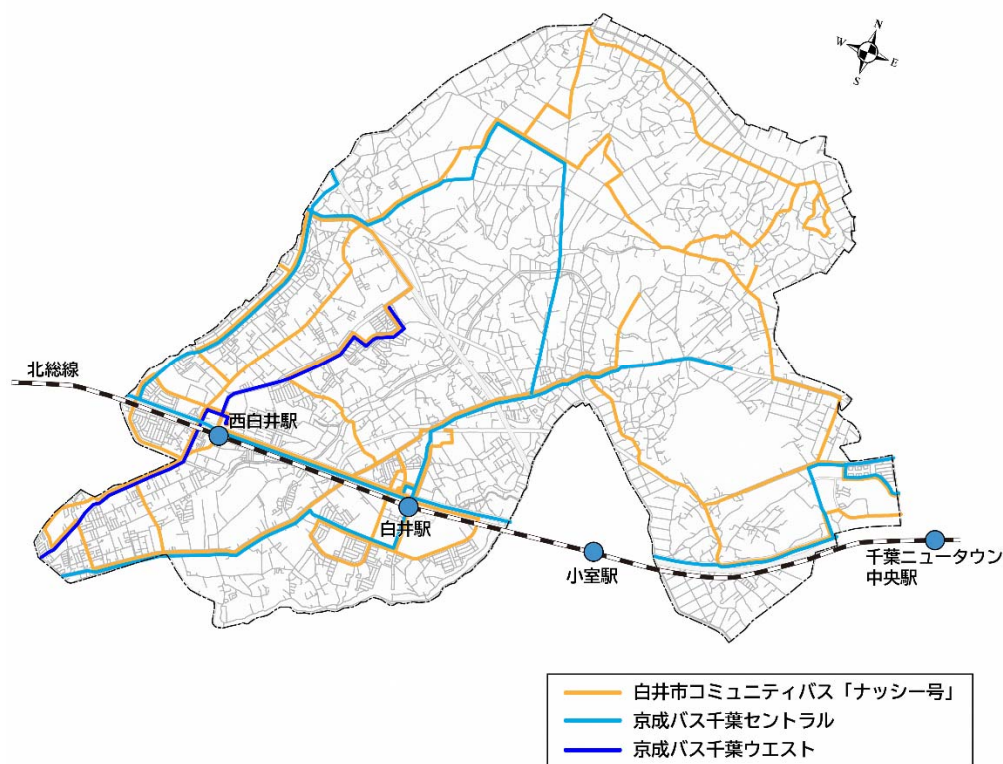 N
W
E
S
北総線
西白井駅
白井駅
小室駅
千葉ニュータウン
中央駅
白井市コミュニティバス「ナッシー号」
京成バス千葉セントラル
京成バス千葉ウエスト